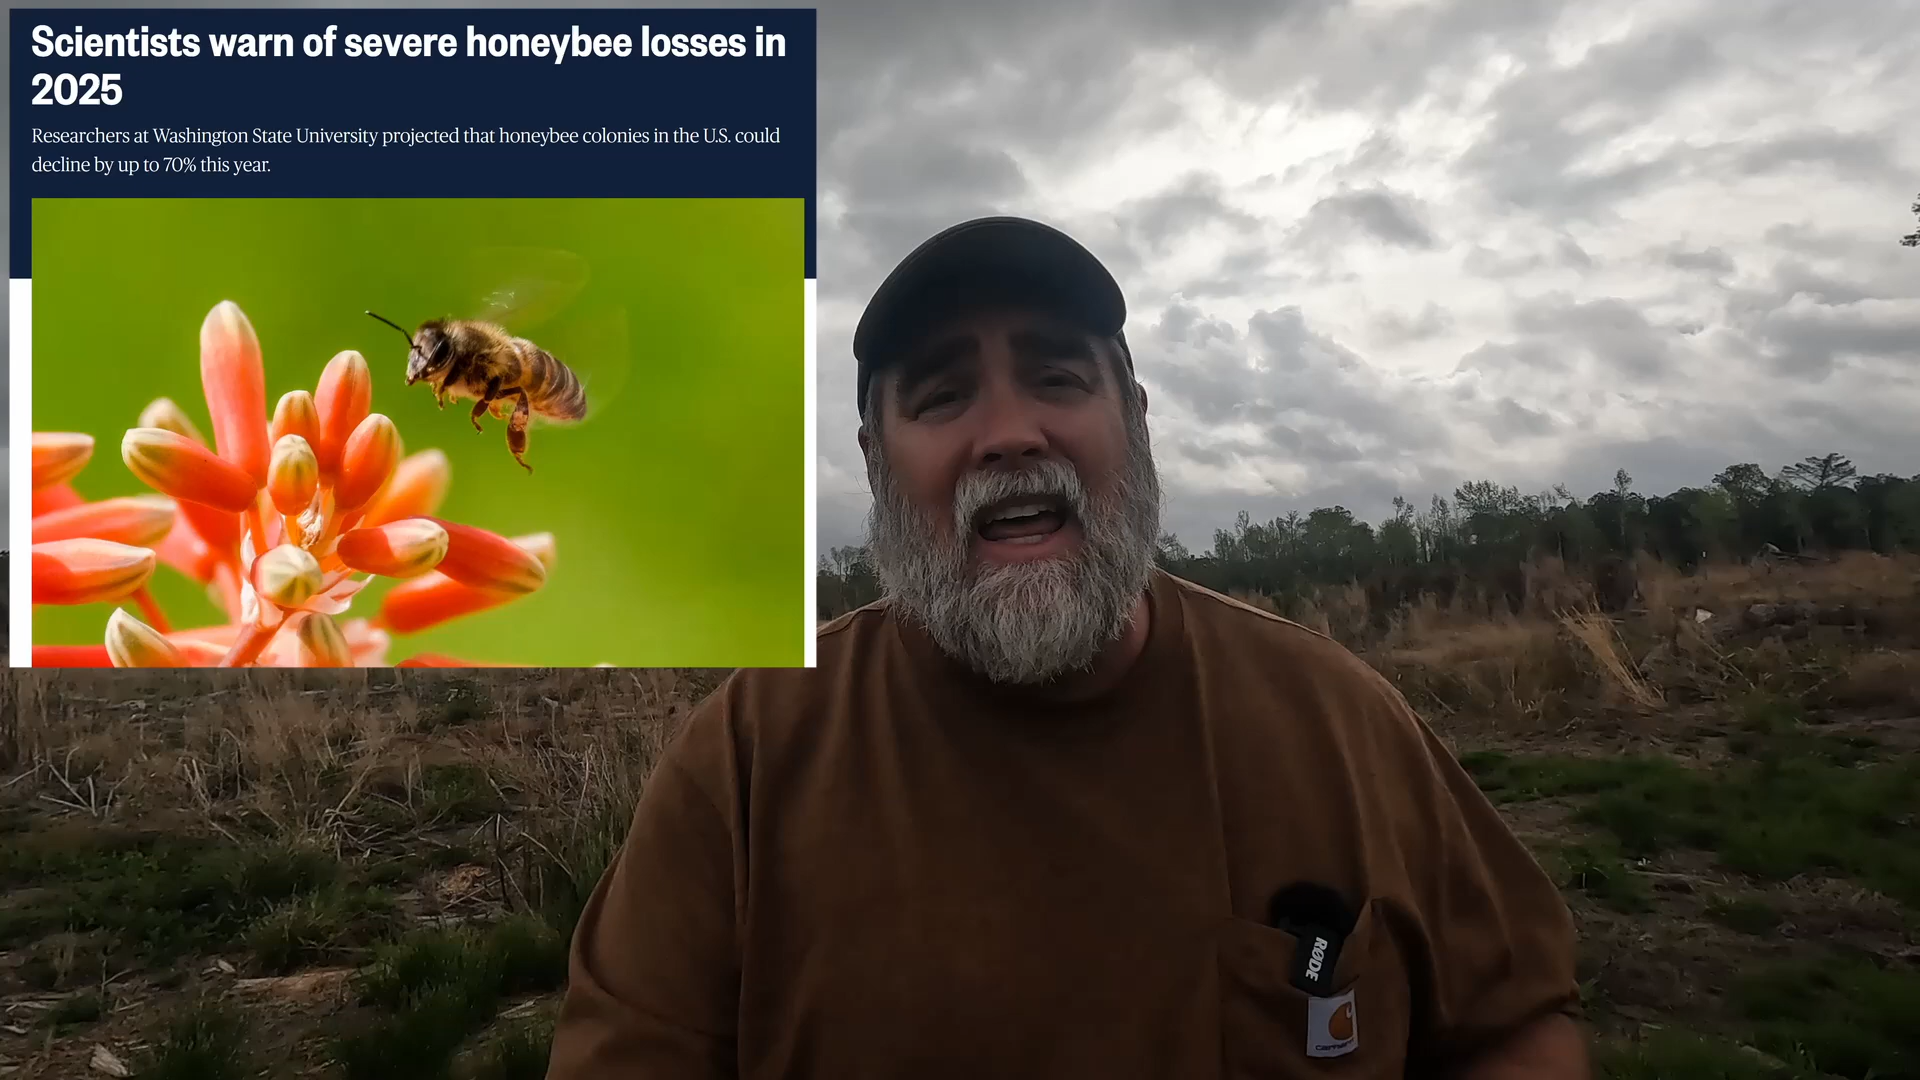 Scientists warn of severe honeybee losses in
2025
Researchers at Washington State University projected that honeybee colonies in the U.S. could
decline by up to 70% this year.
RØDE
Carhartt